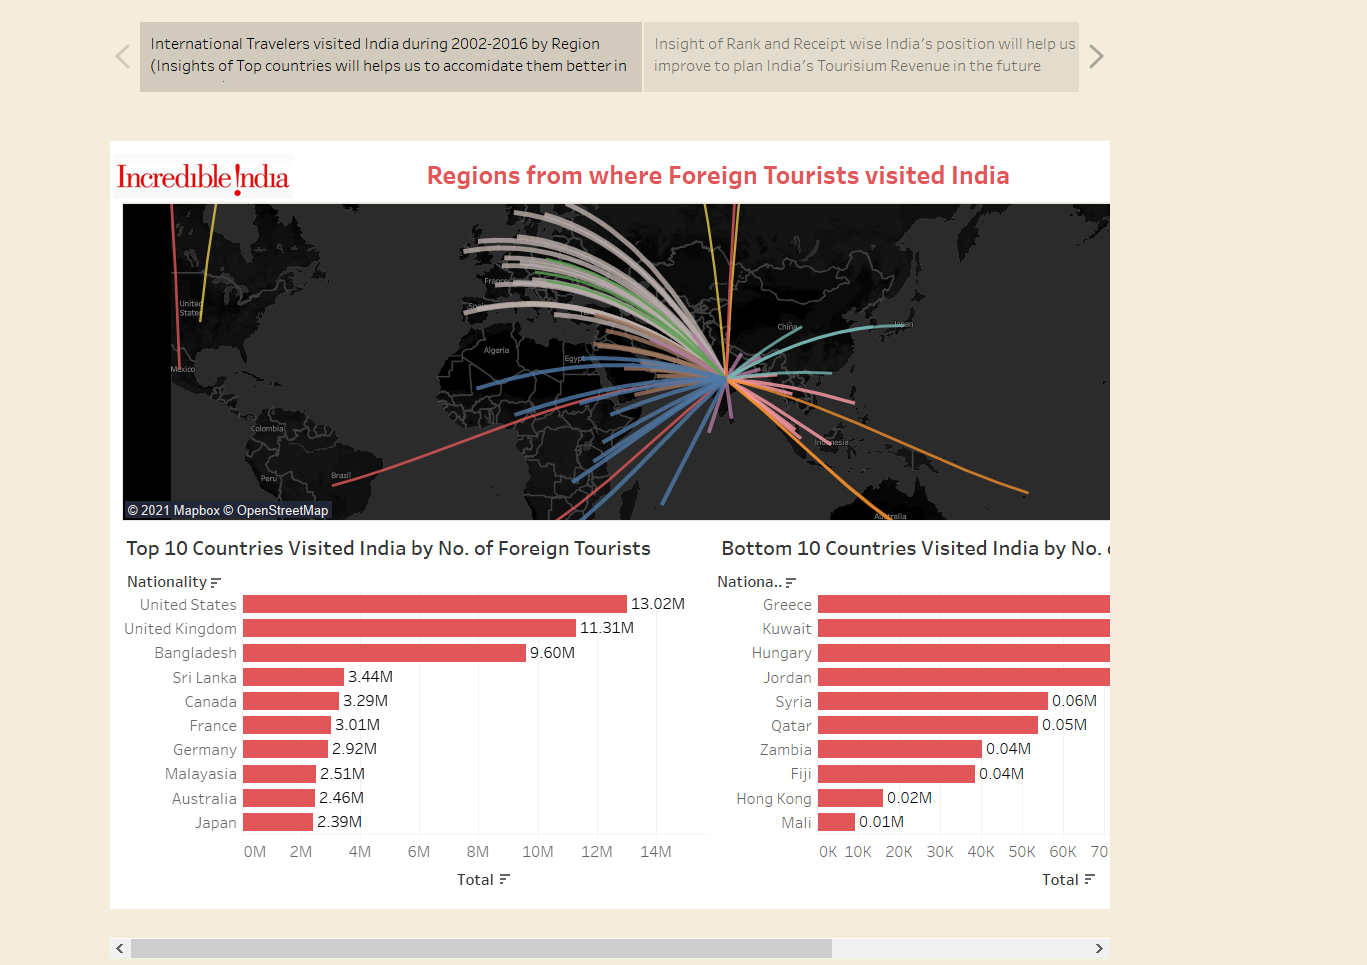 International Travelers visited India during 2002-2016 by Region
(Insights of Top countries will helps us to accomidate them better in
Insight of Rank and Receipt wise India's position will help us
improve to plan India's Tourisium Revenue in the future
Incredible !ndia
Regions from where Foreign Tourists visited India
United
States
Mexico
Colombia
Peru
Brazil
France
Spain
Algeria
Egypt
China
Japan
Indonesia
Australia
© 2021 Mapbox © OpenStreetMap
Top 10 Countries Visited India by No. of Foreign Tourists
Nationality
United States 13.02M
United Kingdom 11.31M
Bangladesh 9.60M
Sri Lanka 3.44M
Canada 3.29M
France 3.01M
Germany 2.92M
Malayasia 2.51M
Australia 2.46M
Japan 2.39M
0M 2M 4M 6M 8M 10M 12M 14M
Total
Bottom 10 Countries Visited India by No.
Nationa..
Greece
Kuwait
Hungary
Jordan
Syria 0.06M
Qatar 0.05M
Zambia 0.04M
Fiji 0.04M
Hong Kong 0.02M
Mali 0.01M
0K 10K 20K 30K 40K 50K 60K 70
Total